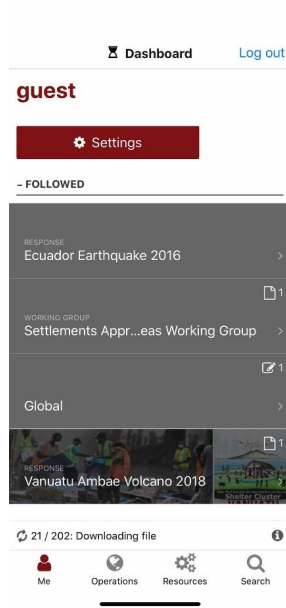 Dashboard
Log out
guest
Settings
– FOLLOWED
RESPONSE
Ecuador Earthquake 2016
1
WORKING GROUP
Settlements Appr...eas Working Group
1
Global
1
RESPONSE
Vanuatu Ambae Volcano 2018
Shelter Cluster
VANUATU
21 / 202: Downloading file
Me
Operations
Resources
Search